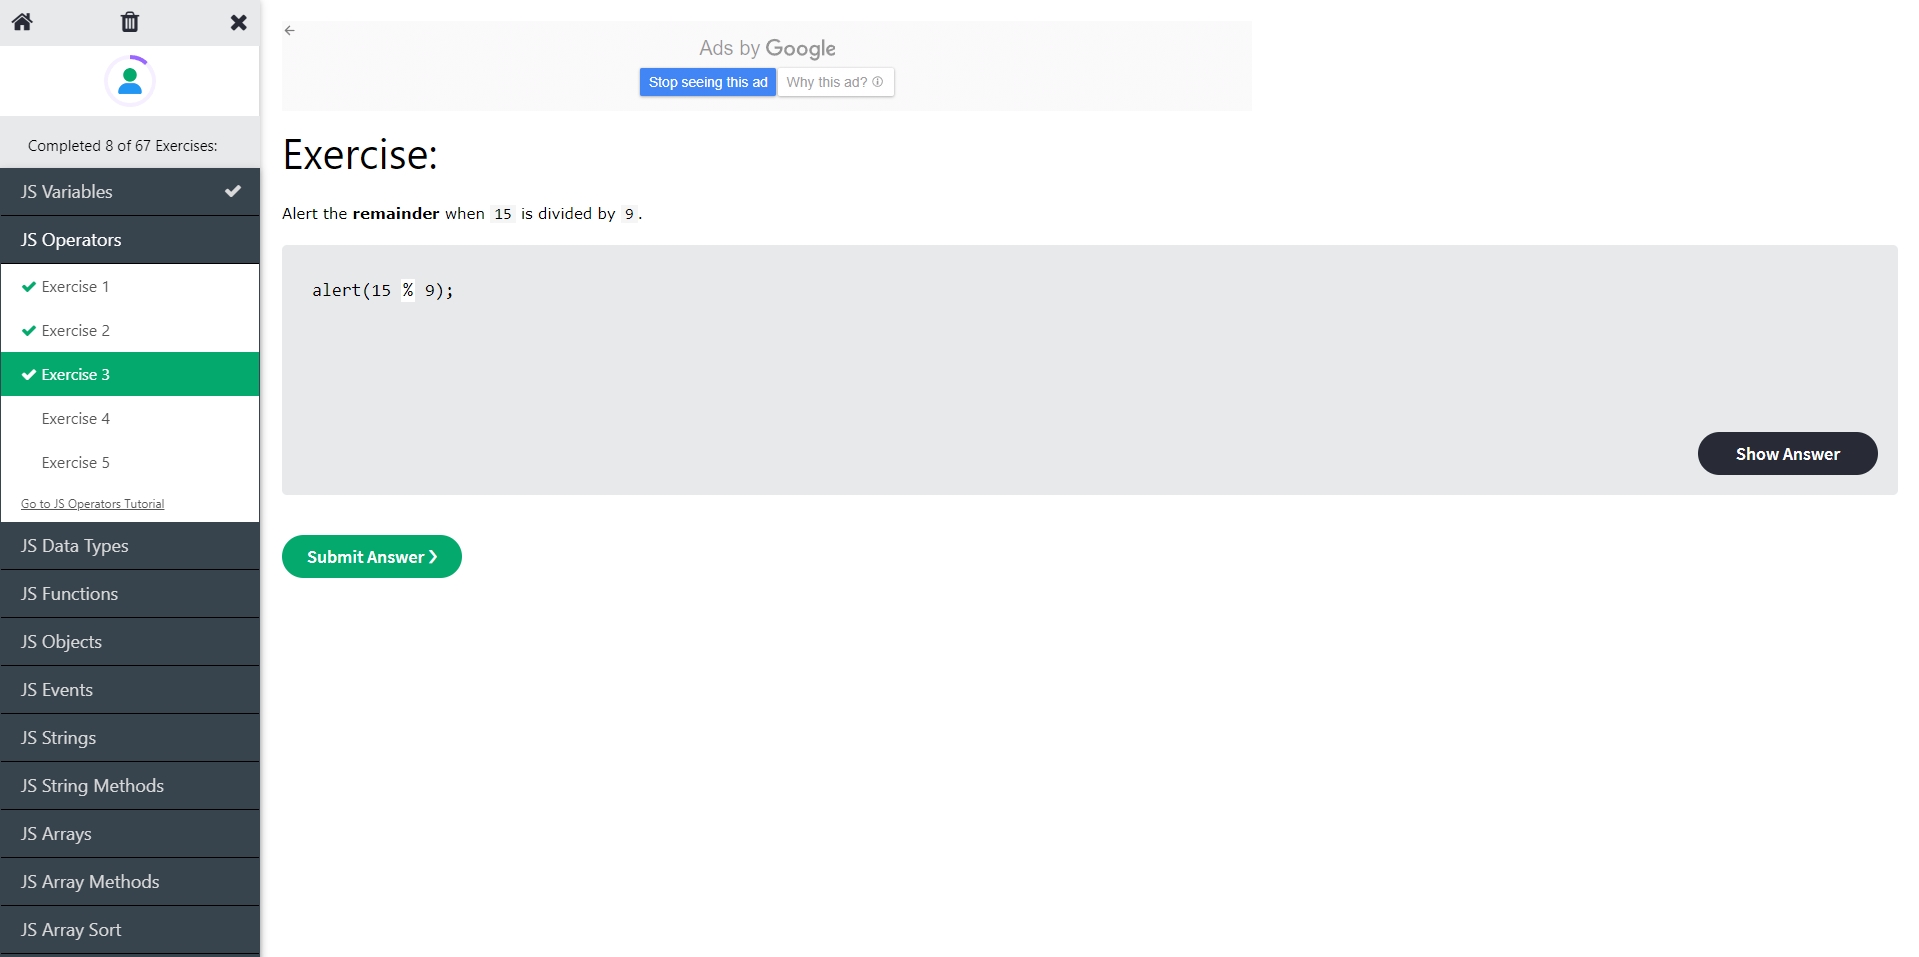 Completed 8 of 67 Exercises:
JS Variables
JS Operators
Exercise 1
Exercise 2
Exercise 3
Exercise 4
Exercise 5
Go to JS Operators Tutorial
JS Data Types
JS Functions
JS Objects
JS Events
JS Strings
JS String Methods
JS Arrays
JS Array Methods
JS Array Sort
Ads by Google
Stop seeing this ad
Why this ad?
Exercise:
Alert the remainder when 15 is divided by 9.
alert(15 % 9);
Show Answer
Submit Answer ❯